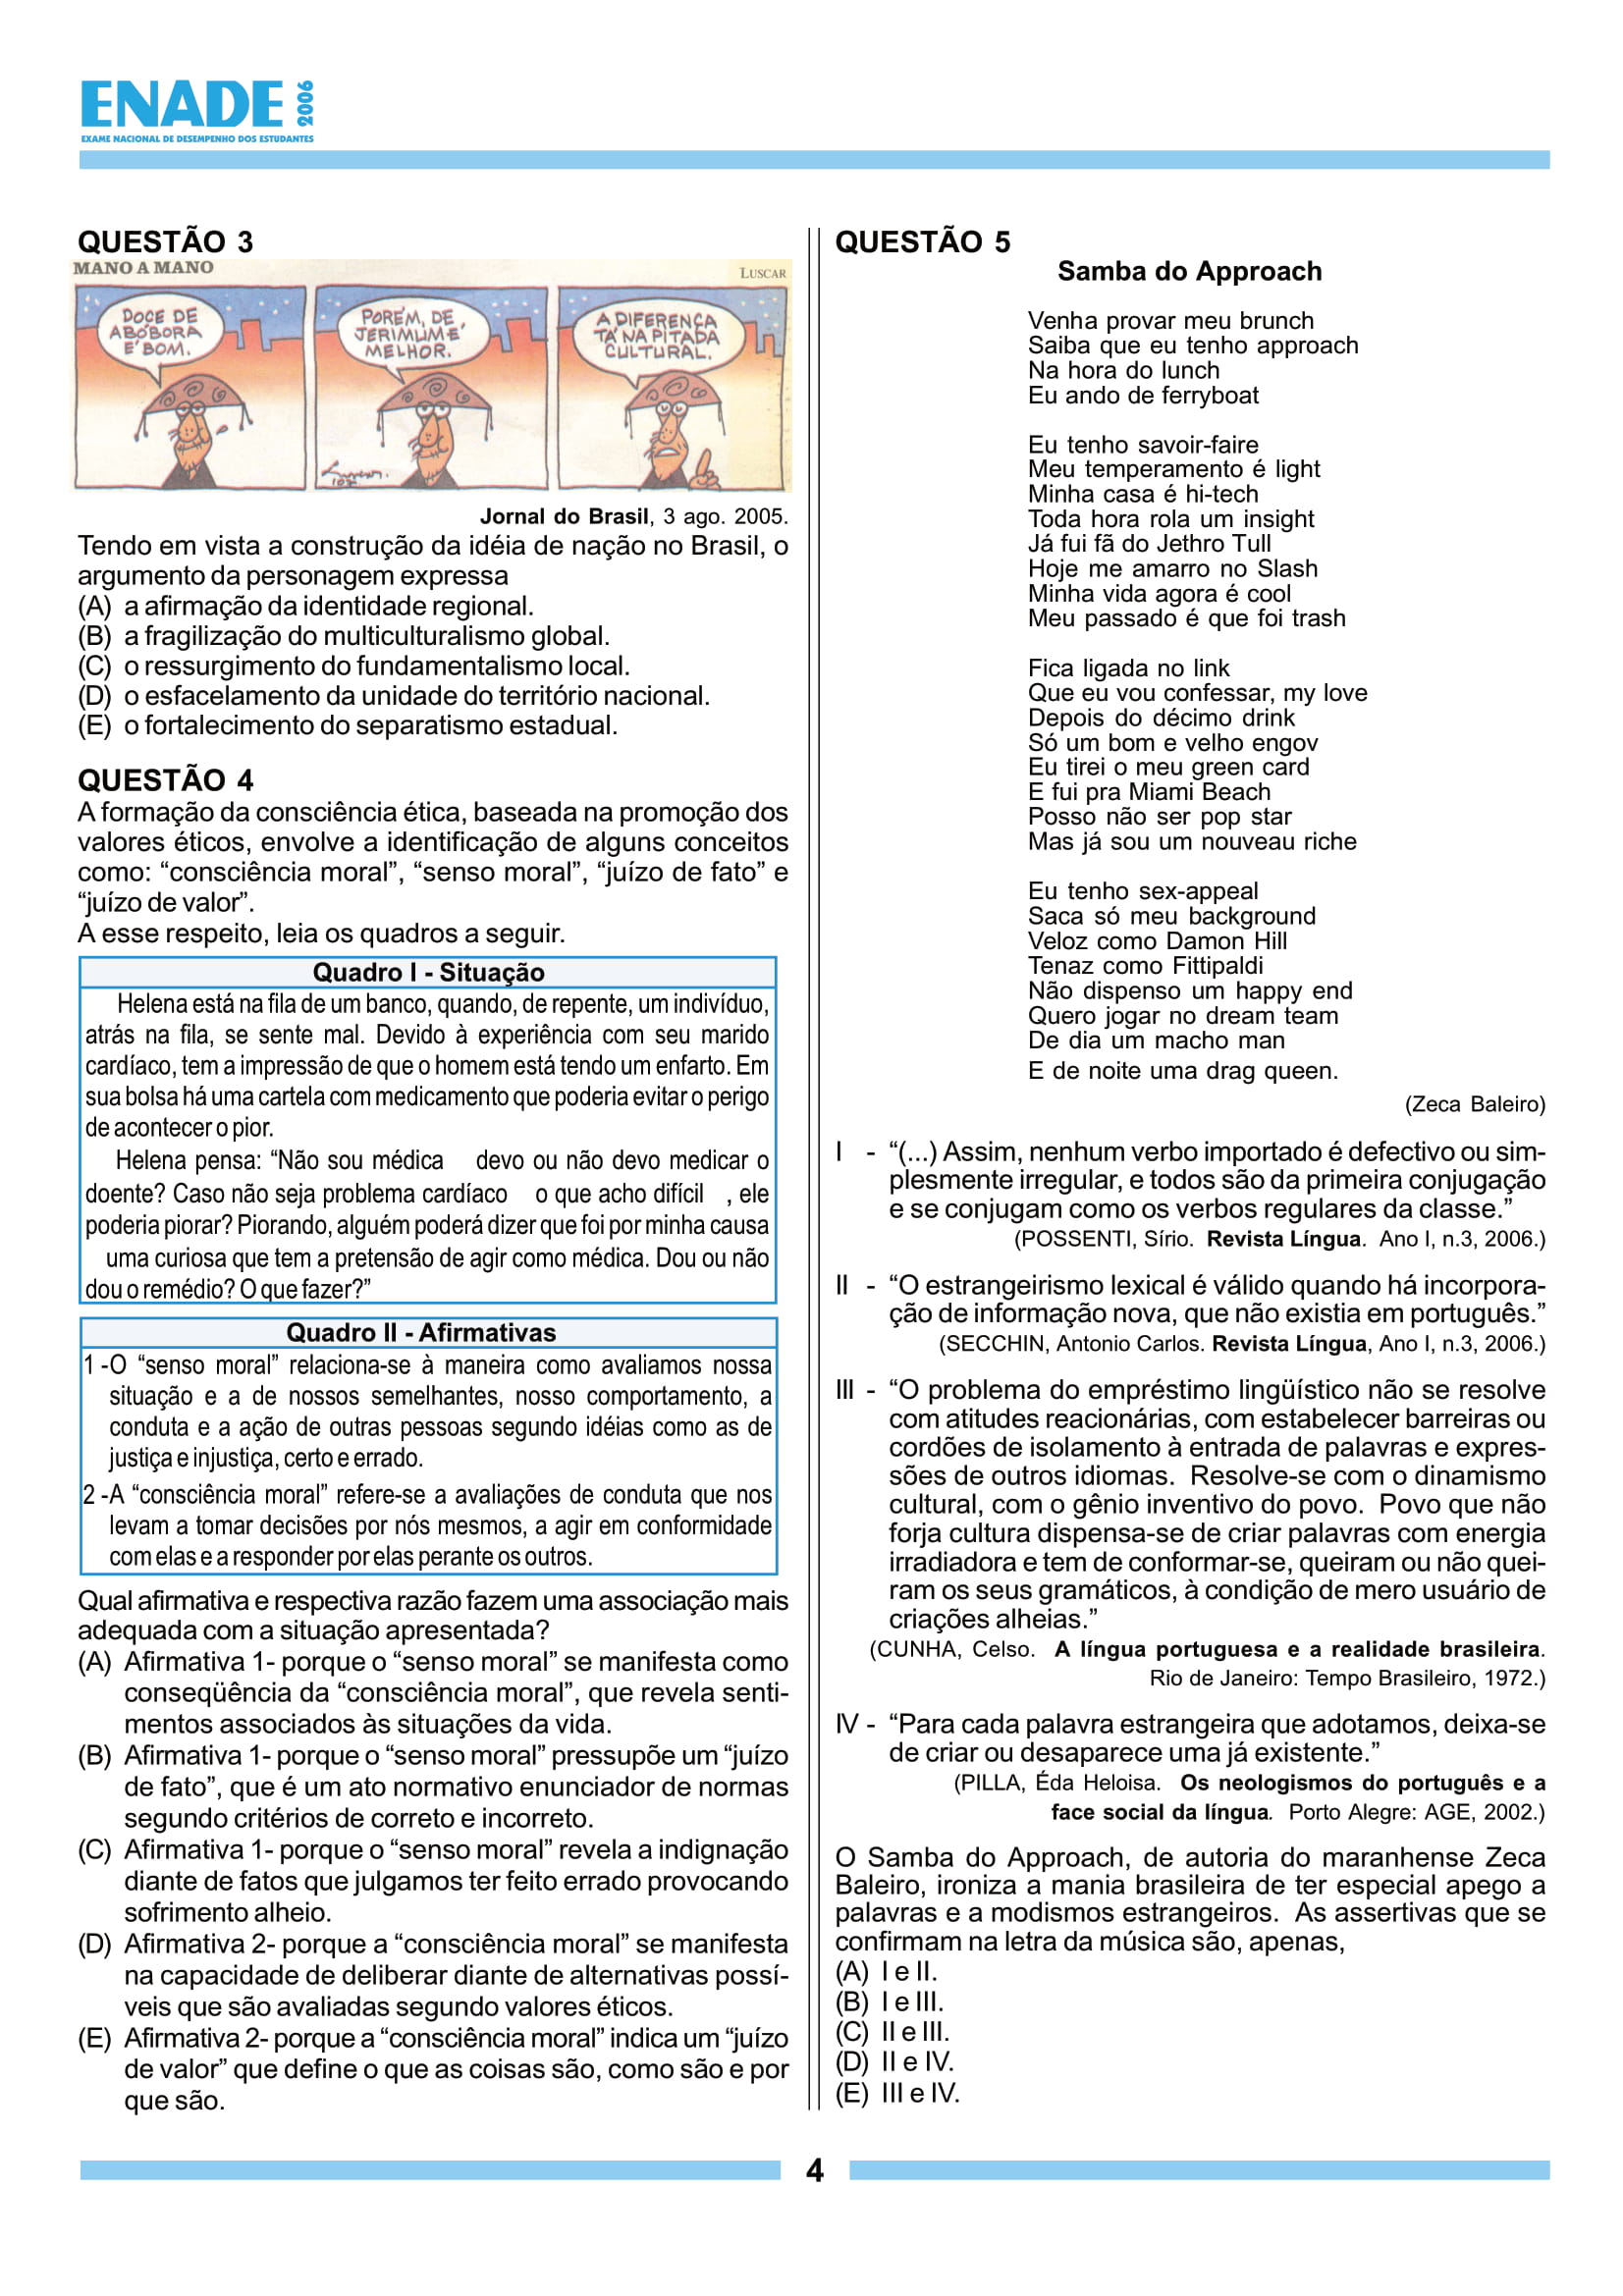 ENADE 2006
EXAME NACIONAL DE DESEMPENHO DOS ESTUDANTES
QUESTÃO 3
MANO A MANO
LUSCAR
DOCE DE
ABÓBORA
É BOM.
PORÉM, DE
JERIMUM É
MELHOR.
A DIFERENÇA
TÁ NA PITADA
CULTURAL.
Jornal do Brasil, 3 ago. 2005.
Tendo em vista a construção da idéia de nação no Brasil, o
argumento da personagem expressa
(A) a afirmação da identidade regional.
(B) a fragilização do multiculturalismo global.
(C) o ressurgimento do fundamentalismo local.
(D) o esfacelamento da unidade do território nacional.
(E) o fortalecimento do separatismo estadual.
QUESTÃO 4
A formação da consciência ética, baseada na promoção dos
valores éticos, envolve a identificação de alguns conceitos
como: “consciência moral”, “senso moral”, “juízo de fato” e
“juízo de valor”.
A esse respeito, leia os quadros a seguir.
Quadro I - Situação
Helena está na fila de um banco, quando, de repente, um indivíduo,
atrás na fila, se sente mal. Devido à experiência com seu marido
cardíaco, tem a impressão de que o homem está tendo um enfarto. Em
sua bolsa há uma cartela com medicamento que poderia evitar o perigo
de acontecer o pior.
Helena pensa: “Não sou médica devo ou não devo medicar o
doente? Caso não seja problema cardíaco o que acho difícil , ele
poderia piorar? Piorando, alguém poderá dizer que foi por minha causa
uma curiosa que tem a pretensão de agir como médica. Dou ou não
dou o remédio? O que fazer?”
Quadro II - Afirmativas
1 -O “senso moral” relaciona-se à maneira como avaliamos nossa
situação e a de nossos semelhantes, nosso comportamento, a
conduta e a ação de outras pessoas segundo idéias como as de
justiça e injustiça, certo e errado.
2 -A “consciência moral” refere-se a avaliações de conduta que nos
levam a tomar decisões por nós mesmos, a agir em conformidade
com elas e a responder por elas perante os outros.
Qual afirmativa e respectiva razão fazem uma associação mais
adequada com a situação apresentada?
(A) Afirmativa 1- porque o “senso moral” se manifesta como
conseqüência da “consciência moral”, que revela senti-
mentos associados às situações da vida.
(B) Afirmativa 1- porque o “senso moral” pressupõe um “juízo
de fato”, que é um ato normativo enunciador de normas
segundo critérios de correto e incorreto.
(C) Afirmativa 1- porque o “senso moral” revela a indignação
diante de fatos que julgamos ter feito errado provocando
sofrimento alheio.
(D) Afirmativa 2- porque a “consciência moral” se manifesta
na capacidade de deliberar diante de alternativas possí-
veis que são avaliadas segundo valores éticos.
(E) Afirmativa 2- porque a “consciência moral” indica um “juízo
de valor” que define o que as coisas são, como são e por
que são.
QUESTÃO 5
Samba do Approach
Venha provar meu brunch
Saiba que eu tenho approach
Na hora do lunch
Eu ando de ferryboat
Eu tenho savoir-faire
Meu temperamento é light
Minha casa é hi-tech
Toda hora rola um insight
Já fui fã do Jethro Tull
Hoje me amarro no Slash
Minha vida agora é cool
Meu passado é que foi trash
Fica ligada no link
Que eu vou confessar, my love
Depois do décimo drink
Só um bom e velho engov
Eu tirei o meu green card
E fui pra Miami Beach
Posso não ser pop star
Mas já sou um nouveau riche
Eu tenho sex-appeal
Saca só meu background
Veloz como Damon Hill
Tenaz como Fittipaldi
Não dispenso um happy end
Quero jogar no dream team
De dia um macho man
E de noite uma drag queen.
(Zeca Baleiro)
I - “(...) Assim, nenhum verbo importado é defectivo ou sim-
plesmente irregular, e todos são da primeira conjugação
e se conjugam como os verbos regulares da classe.”
(POSSENTI, Sírio. Revista Língua. Ano I, n.3, 2006.)
II - “O estrangeirismo lexical é válido quando há incorpora-
ção de informação nova, que não existia em português.”
(SECCHIN, Antonio Carlos. Revista Língua, Ano I, n.3, 2006.)
III - “O problema do empréstimo lingüístico não se resolve
com atitudes reacionárias, com estabelecer barreiras ou
cordões de isolamento à entrada de palavras e expres-
sões de outros idiomas. Resolve-se com o dinamismo
cultural, com o gênio inventivo do povo. Povo que não
forja cultura dispensa-se de criar palavras com energia
irradiadora e tem de conformar-se, queiram ou não quei-
ram os seus gramáticos, à condição de mero usuário de
criações alheias.”
(CUNHA, Celso. A língua portuguesa e a realidade brasileira.
Rio de Janeiro: Tempo Brasileiro, 1972.)
IV - “Para cada palavra estrangeira que adotamos, deixa-se
de criar ou desaparece uma já existente.”
(PILLA, Éda Heloisa. Os neologismos do português e a
face social da língua. Porto Alegre: AGE, 2002.)
O Samba do Approach, de autoria do maranhense Zeca
Baleiro, ironiza a mania brasileira de ter especial apego a
palavras e a modismos estrangeiros. As assertivas que se
confirmam na letra da música são, apenas,
(A) I e II.
(B) I e III.
(C) II e III.
(D) II e IV.
(E) III e IV.
4